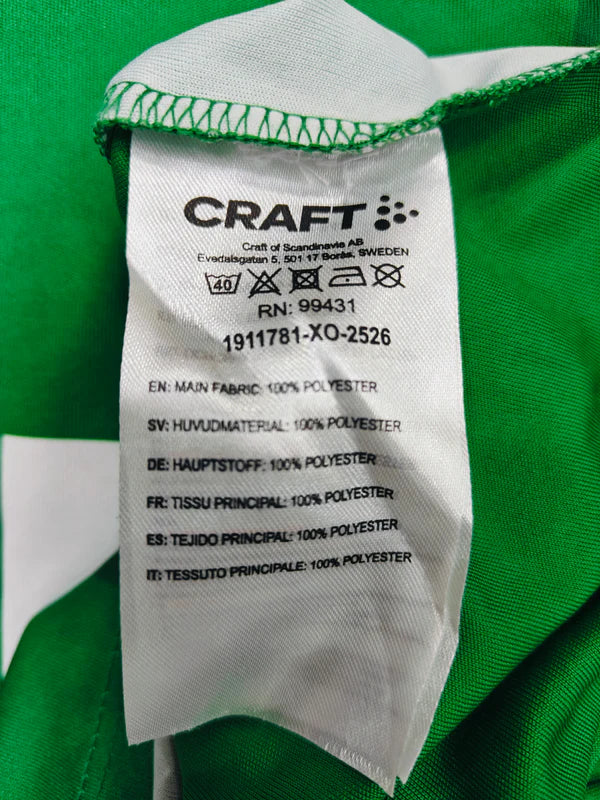 CRAFT
Craft of Scandinavia AB
Evedalsgatan 5, 501 17 Borås, SWEDEN
40
RN: 99431
1911781-XO-2526
EN: MAIN FABRIC: 100% POLYESTER
SV: HUVUDMATERIAL: 100% POLYESTER
DE: HAUPTSTOFF: 100% POLYESTER
FR: TISSU PRINCIPAL: 100% POLYESTER
ES: TEJIDO PRINCIPAL: 100% POLYESTER
IT: TESSUTO PRINCIPALE: 100% POLYESTER